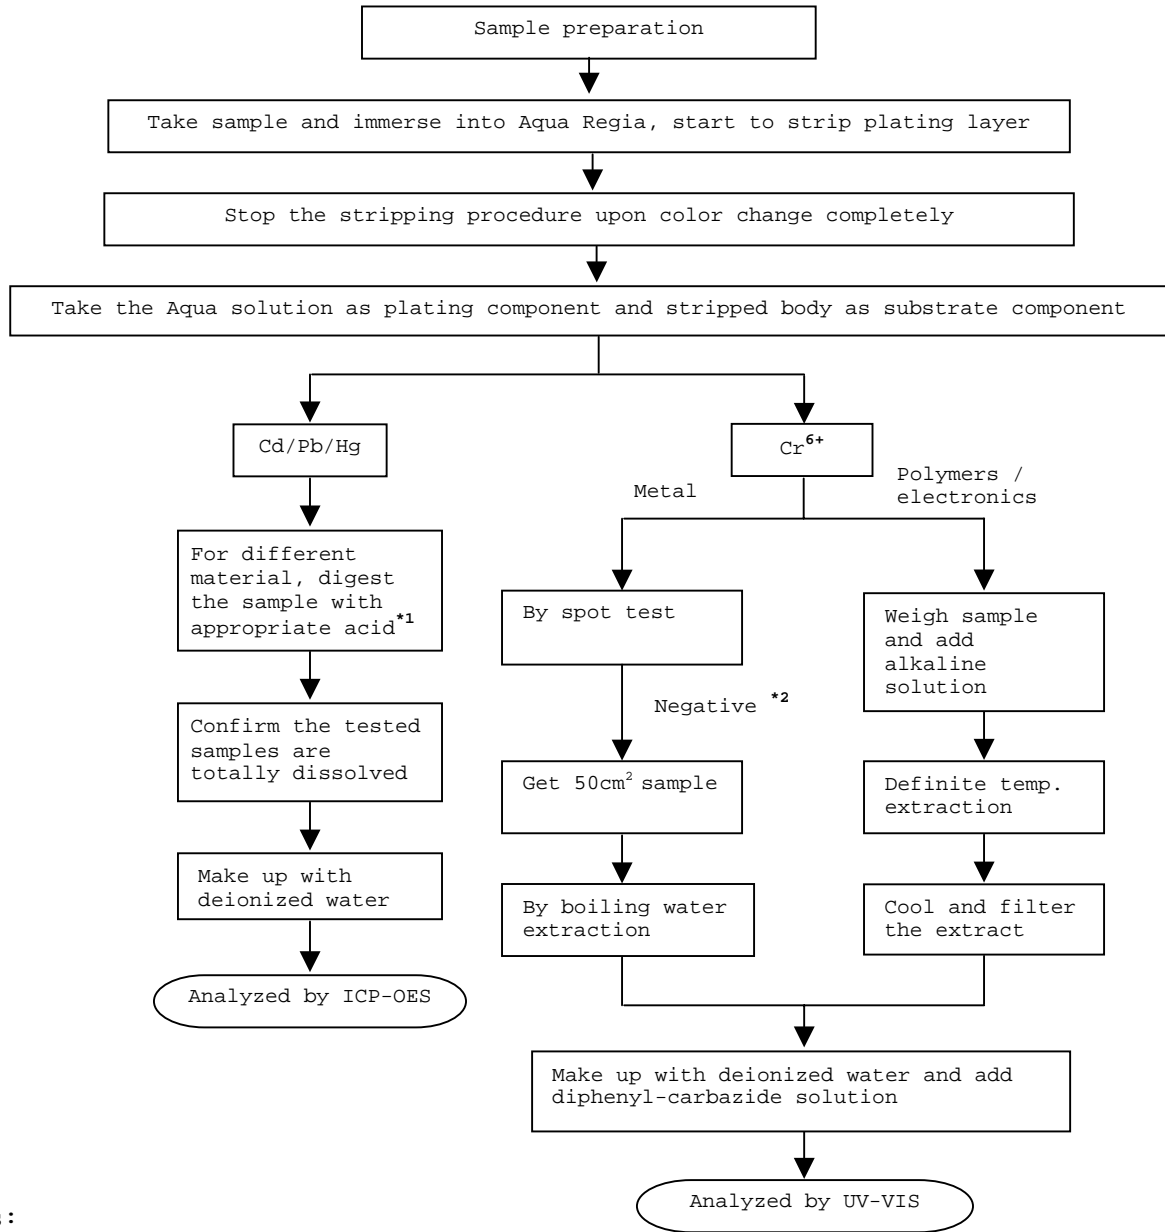 Sample preparation
Take sample and immerse into Aqua Regia, start to strip plating layer
Stop the stripping procedure upon color change completely
Take the Aqua solution as plating component and stripped body as substrate component
Cd/Pb/Hg
For different
material, digest
the sample with
appropriate acid*1
Confirm the tested
samples are
totally dissolved
Make up with
deionized water
Analyzed by ICP-OES
Cr6+
Metal
Polymers /
electronics
By spot test
Negative *2
Get 50cm2 sample
By boiling water
extraction
Weigh sample
and add
alkaline
solution
Definite temp.
extraction
Cool and filter
the extract
Make up with deionized water and add
diphenyl-carbazide solution
Analyzed by UV-VIS